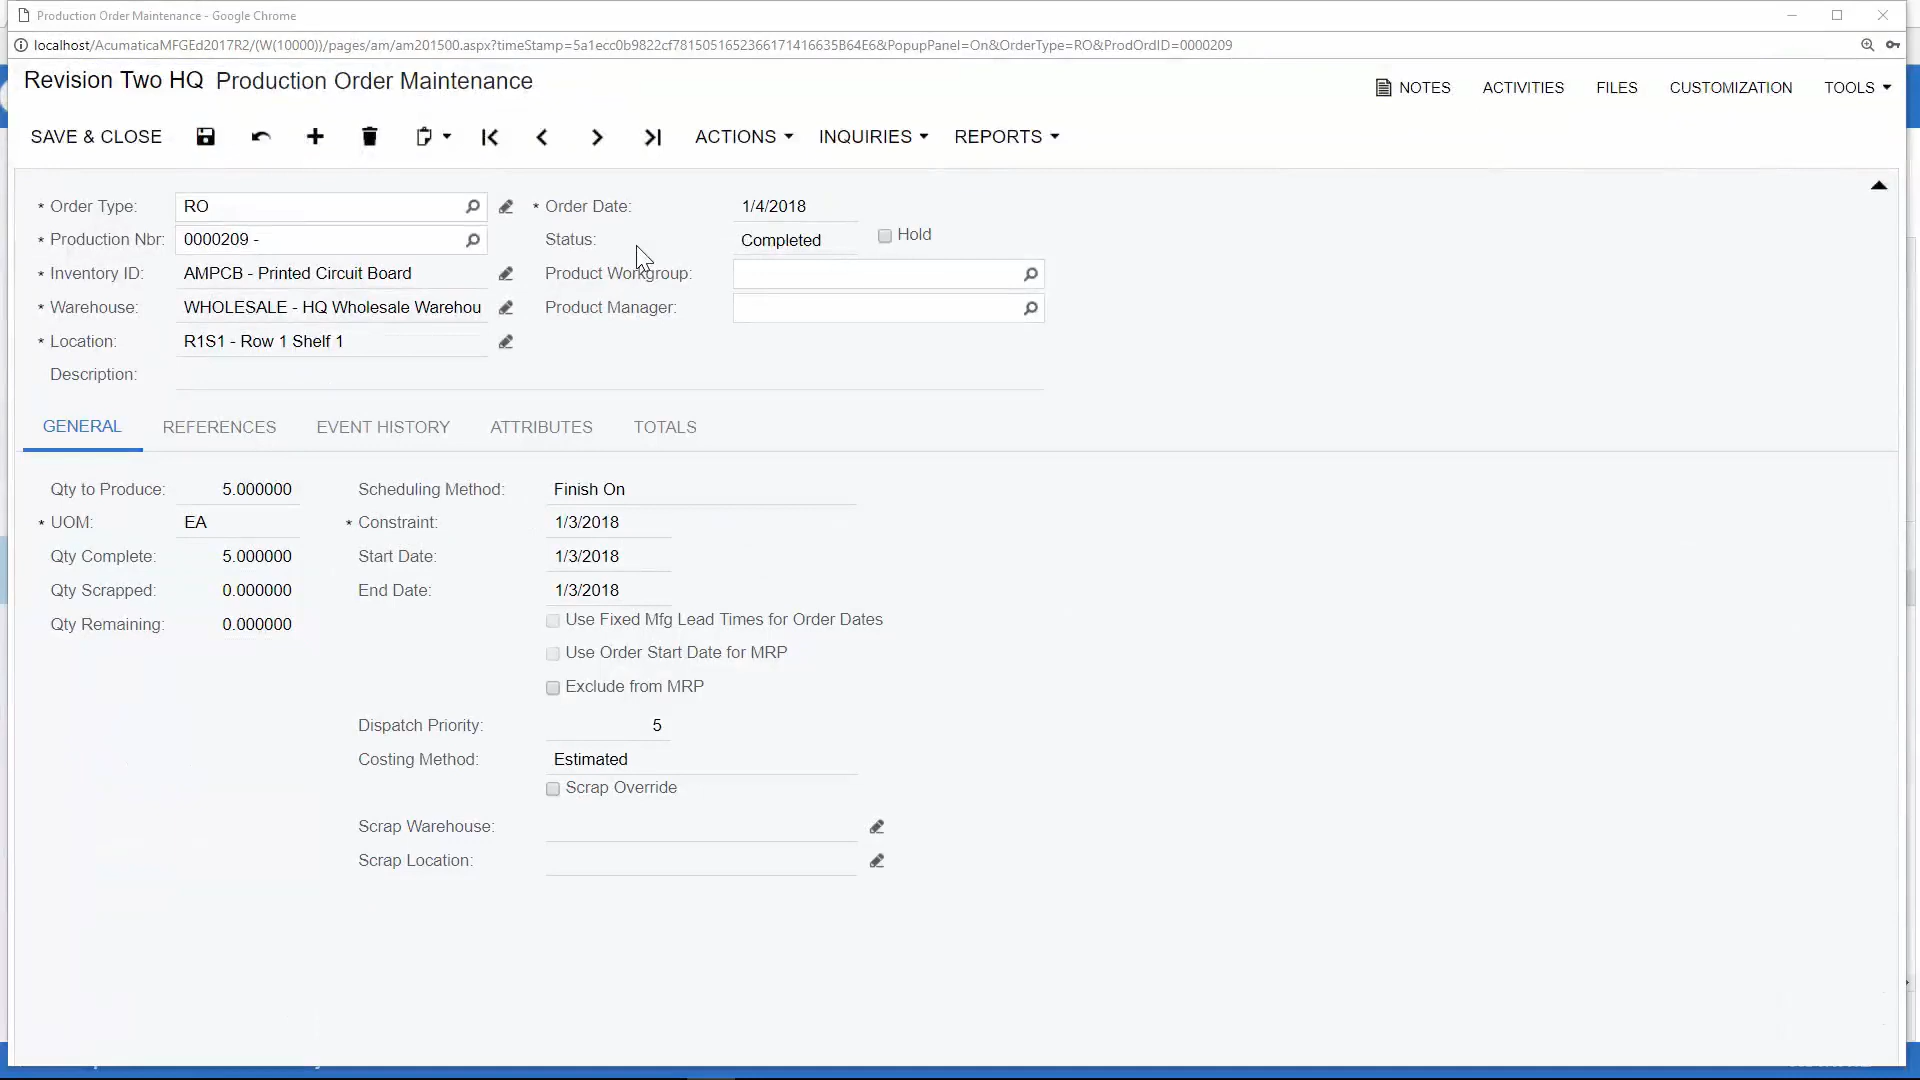 Production Order Maintenance - Google Chrome
localhost/AcumaticaMFGEd2017R2/(W(10000))/pages/am/am201500.aspx?timeStamp=5a1ecc0b9822cf7815051652366171416635B64E6&PopupPanel=On&OrderType=RO&ProdOrdID=0000209
Revision Two HQ Production Order Maintenance
NOTES ACTIVITIES FILES CUSTOMIZATION TOOLS
SAVE & CLOSE ACTIONS INQUIRIES REPORTS
* Order Type: RO * Order Date: 1/4/2018
* Production Nbr: 0000209 - Status: Completed Hold
* Inventory ID: AMPCB - Printed Circuit Board Product Workgroup:
* Warehouse: WHOLESALE - HQ Wholesale Warehou Product Manager:
* Location: R1S1 - Row 1 Shelf 1
Description:
GENERAL REFERENCES EVENT HISTORY ATTRIBUTES TOTALS
Qty to Produce: 5.000000 Scheduling Method: Finish On
* UOM: EA * Constraint: 1/3/2018
Qty Complete: 5.000000 Start Date: 1/3/2018
Qty Scrapped: 0.000000 End Date: 1/3/2018
Qty Remaining: 0.000000 Use Fixed Mfg Lead Times for Order Dates
Use Order Start Date for MRP
Exclude from MRP
Dispatch Priority: 5
Costing Method: Estimated
Scrap Override
Scrap Warehouse:
Scrap Location: